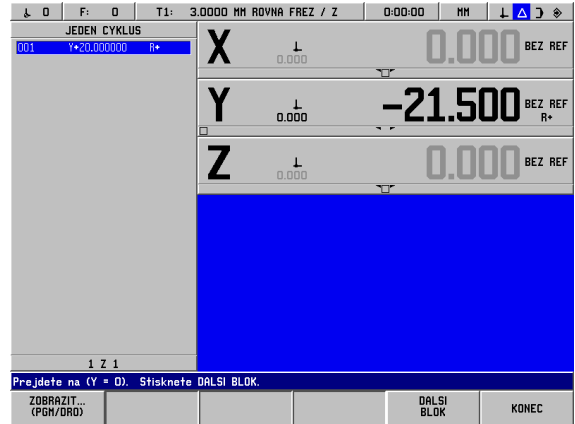 0 F: 0 T1: 3.0000 MM ROVNA FREZ / Z 0:00:00 MM
JEDEN CYKLUS
001 Y+20.000000 R+
X 0.000 0.000 BEZ REF
Y 0.000 -21.500 BEZ REF
R+
Z 0.000 0.000 BEZ REF
1 Z 1
Prejdete na (Y = 0). Stisknete DALSI BLOK.
ZOBRAZIT...
(PGM/DRO)
DALSI
BLOK
KONEC